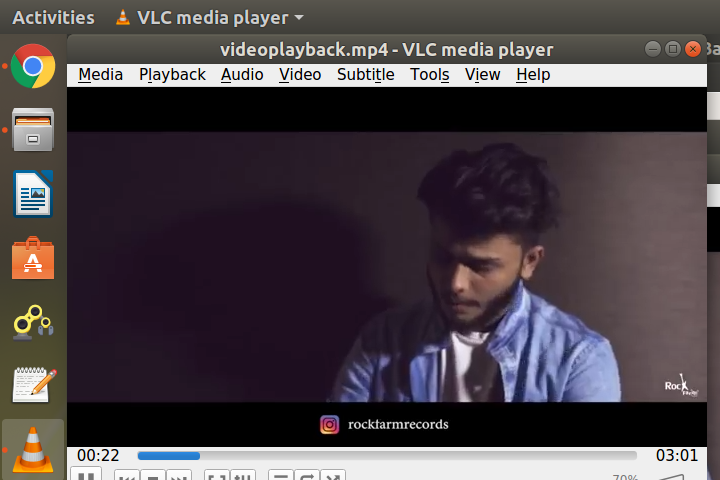 Activities VLC media player
videoplayback.mp4 - VLC media player
Media Playback Audio Video Subtitle Tools View Help
Rock
rockfarmrecords
00:22 03:01
70%